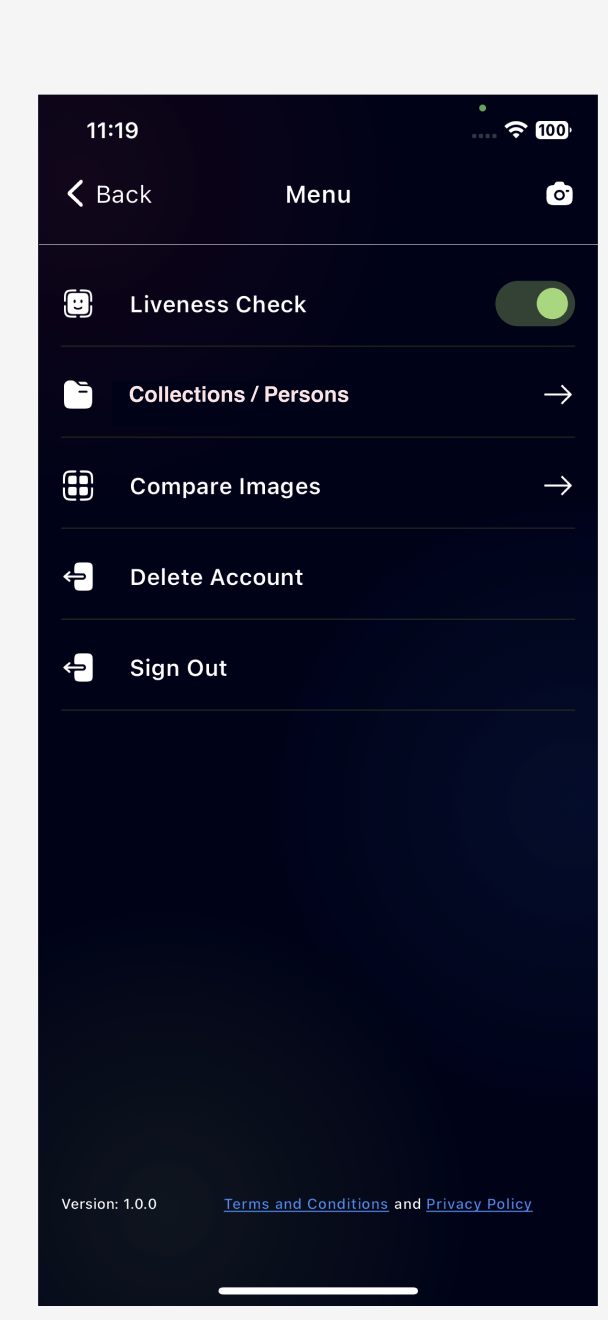 11:19
100
Back
Menu
Liveness Check
Collections / Persons
Compare Images
Delete Account
Sign Out
Version: 1.0.0
Terms and Conditions and Privacy Policy